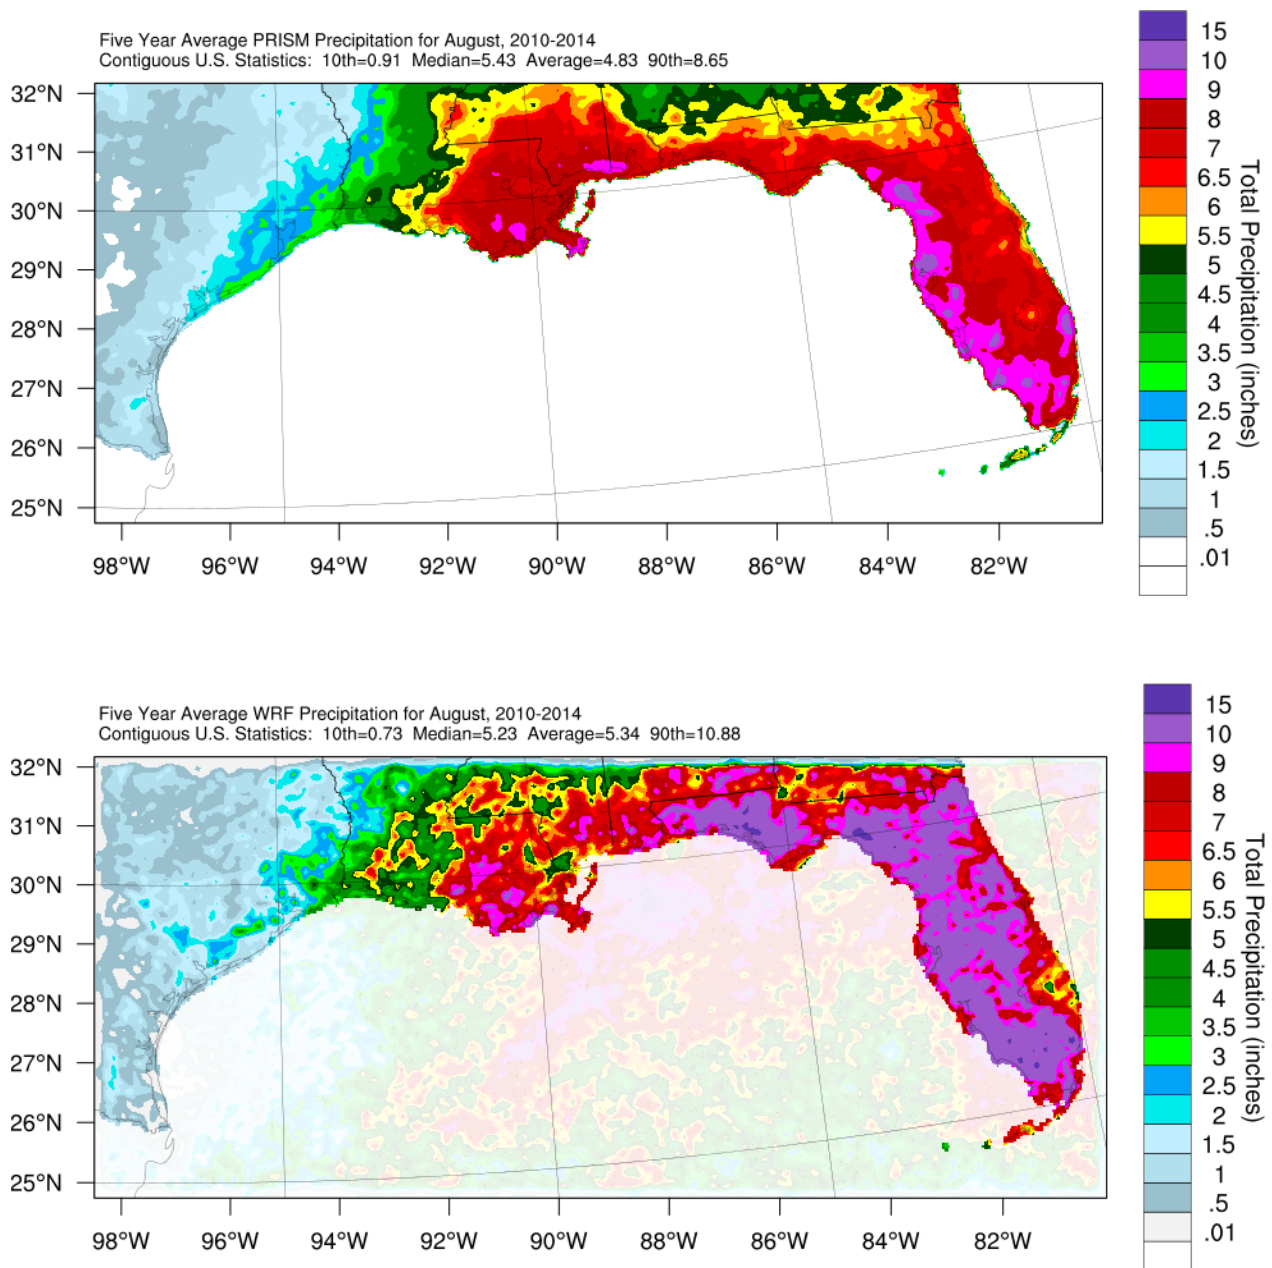 Five Year Average PRISM Precipitation for August, 2010-2014
Contiguous U.S. Statistics:  10th=0.91  Median=5.43  Average=4.83  90th=8.65
32°N
31°N
30°N
29°N
28°N
27°N
26°N
25°N
98°W 96°W 94°W 92°W 90°W 88°W 86°W 84°W 82°W
15
10
9
8
7
6.5
6
5.5
5
4.5
4
3.5
3
2.5
2
1.5
1
.5
.01
Total Precipitation (inches)
Five Year Average WRF Precipitation for August, 2010-2014
Contiguous U.S. Statistics:  10th=0.73  Median=5.23  Average=5.34  90th=10.88
32°N
31°N
30°N
29°N
28°N
27°N
26°N
25°N
98°W 96°W 94°W 92°W 90°W 88°W 86°W 84°W 82°W
15
10
9
8
7
6.5
6
5.5
5
4.5
4
3.5
3
2.5
2
1.5
1
.5
.01
Total Precipitation (inches)